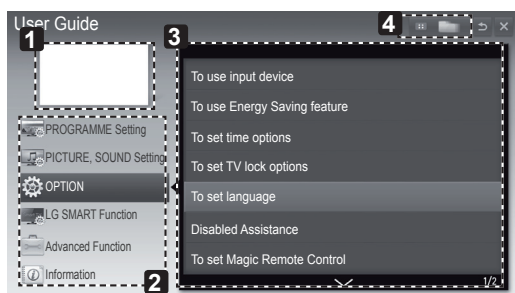 User Guide
1
3
4
PROGRAMME Setting
PICTURE, SOUND Setting
OPTION
LG SMART Function
Advanced Function
Information
2
To use input device
To use Energy Saving feature
To set time options
To set TV lock options
To set language
Disabled Assistance
To set Magic Remote Control
1/2